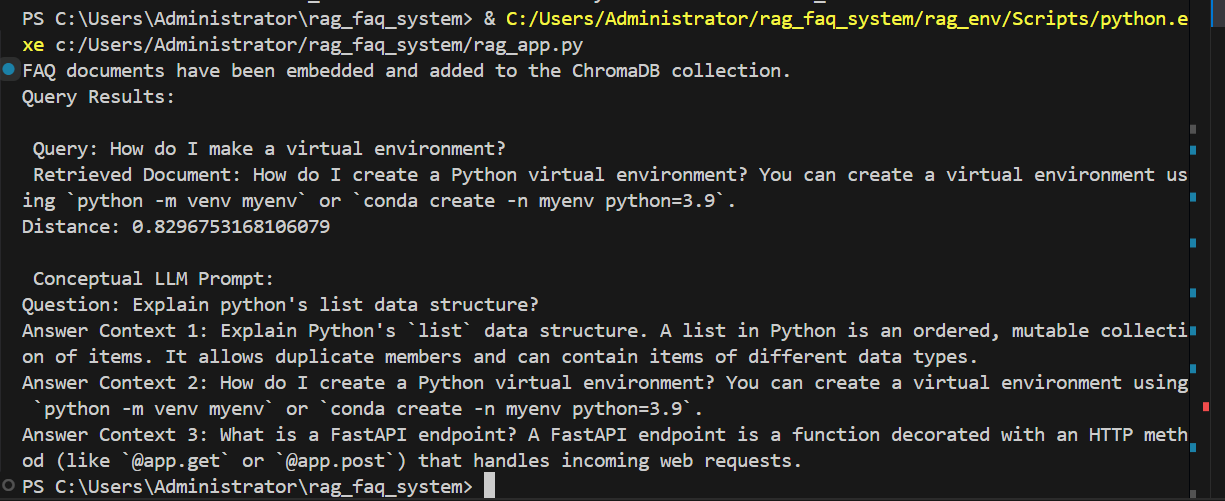 PS C:\Users\Administrator\rag_faq_system> & C:/Users/Administrator/rag_faq_system/rag_env/Scripts/python.e
xe c:/Users/Administrator/rag_faq_system/rag_app.py
FAQ documents have been embedded and added to the ChromaDB collection.
Query Results:
Query: How do I make a virtual environment?
Retrieved Document: How do I create a Python virtual environment? You can create a virtual environment us
ing `python -m venv myenv` or `conda create -n myenv python=3.9`.
Distance: 0.8296753168106079
Conceptual LLM Prompt:
Question: Explain python's list data structure?
Answer Context 1: Explain Python's `list` data structure. A list in Python is an ordered, mutable collecti
on of items. It allows duplicate members and can contain items of different data types.
Answer Context 2: How do I create a Python virtual environment? You can create a virtual environment using
`python -m venv myenv` or `conda create -n myenv python=3.9`.
Answer Context 3: What is a FastAPI endpoint? A FastAPI endpoint is a function decorated with an HTTP meth
od (like `@app.get` or `@app.post`) that handles incoming web requests.
PS C:\Users\Administrator\rag_faq_system>